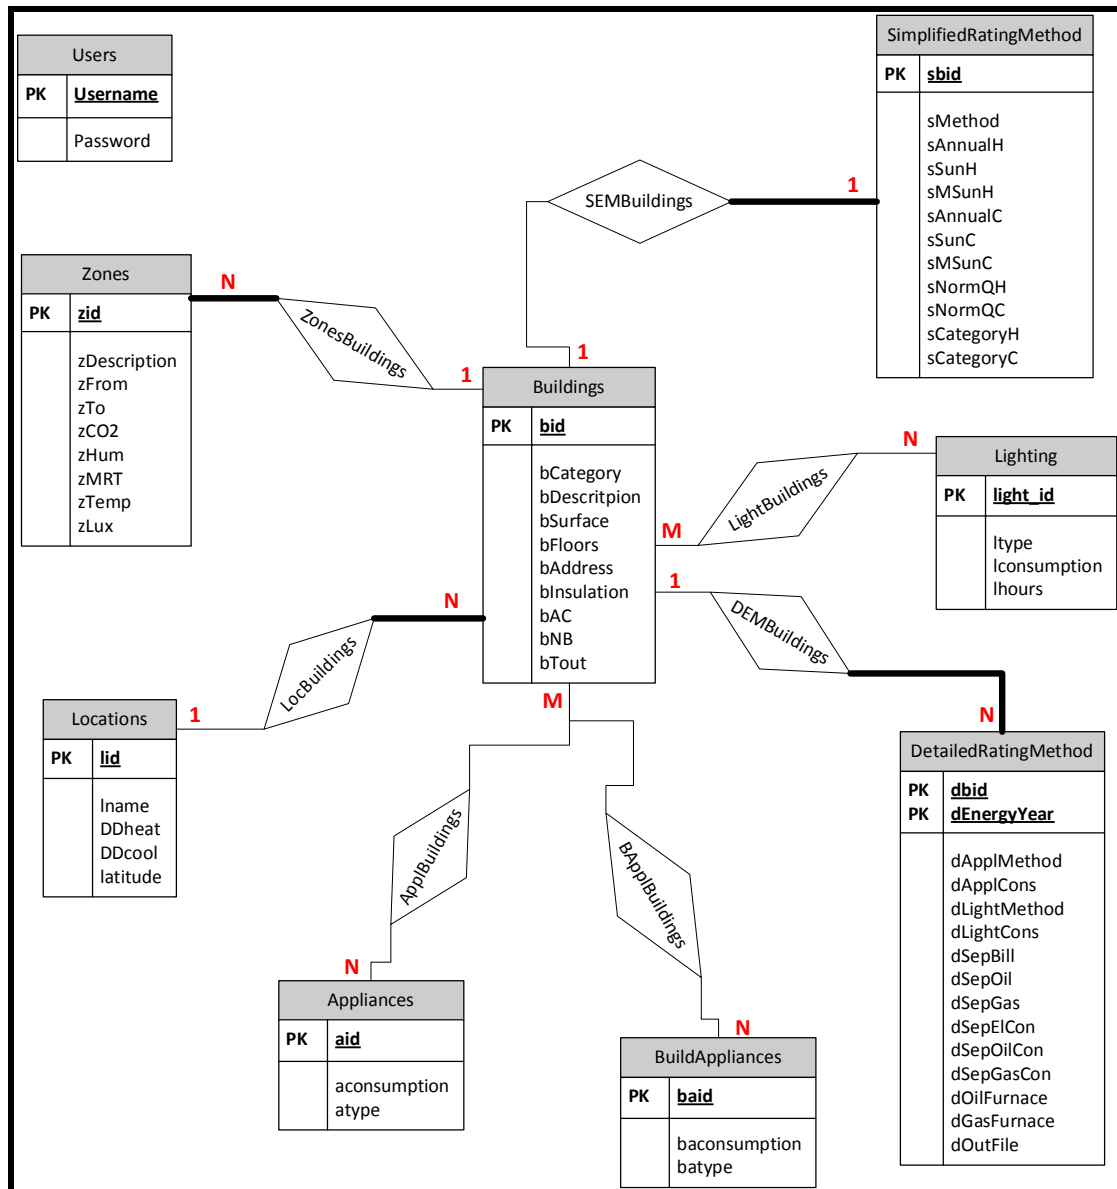 Users
PK Username
Password
SimplifiedRatingMethod
PK sbid
sMethod
sAnnualH
sSunH
sMSunH
sAnnualC
sSunC
sMSunC
sNormQH
sNormQC
sCategoryH
sCategoryC
SEMBuildings
1
1
Zones
PK zid
zDescription
zFrom
zTo
zCO2
zHum
zMRT
zTemp
zLux
N
ZonesBuildings
1
Buildings
PK bid
bCategory
bDescritpion
bSurface
bFloors
bAddress
bInsulation
bAC
bNB
bTout
N
LightBuildings
M
Lighting
PK light_id
ltype
lconsumption
lhours
1
DEMBuildings
N
DetailedRatingMethod
PK dbid
PK dEnergyYear
dApplMethod
dApplCons
dLightMethod
dLightCons
dSepBill
dSepOil
dSepGas
dSepElCon
dSepOilCon
dSepGasCon
dOilFurnace
dGasFurnace
dOutFile
N
LocBuildings
1
Locations
PK lid
lname
DDheat
DDcool
latitude
M
ApplBuildings
N
Appliances
PK aid
aconsumption
atype
BApplBuildings
N
BuildAppliances
PK baid
baconsumption
batype